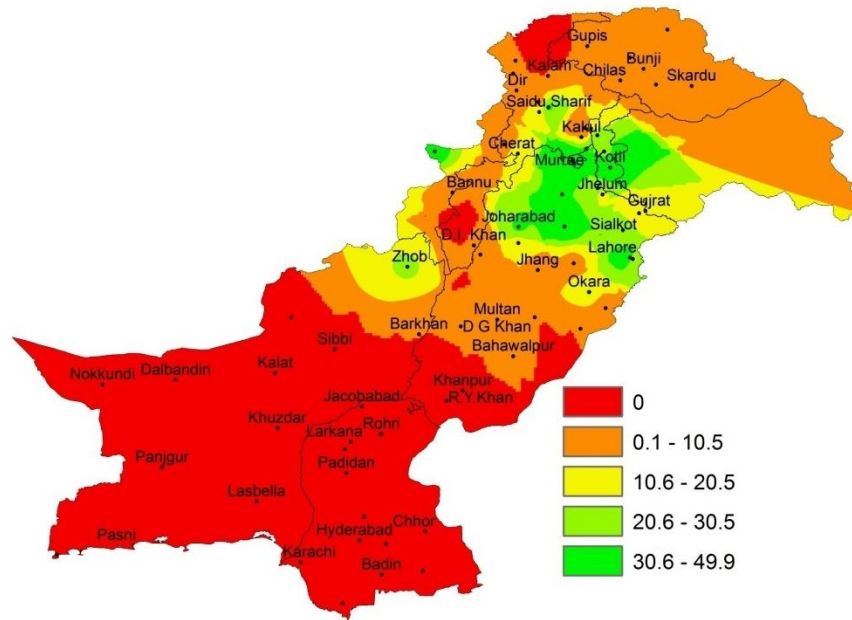 Gupis
Kalam
Chilas
Bunji
Skardu
Dir
Saidu Sharif
Kakul
Cherat
Murree
Kotli
Bannu
Jhelum
Gujrat
Joharabad
Sialkot
D.I. Khan
Lahore
Zhob
Jhang
Okara
Multan
Barkhan
D G Khan
Sibbi
Bahawalpur
Nokkundi
Dalbandin
Kalat
Khanpur
R.Y.Khan
Jacobabad
Khuzdar
Rohri
Larkana
Panjgur
Padidan
Lasbella
Pasni
Hyderabad
Chhor
Karachi
Badin
0
0.1 - 10.5
10.6 - 20.5
20.6 - 30.5
30.6 - 49.9